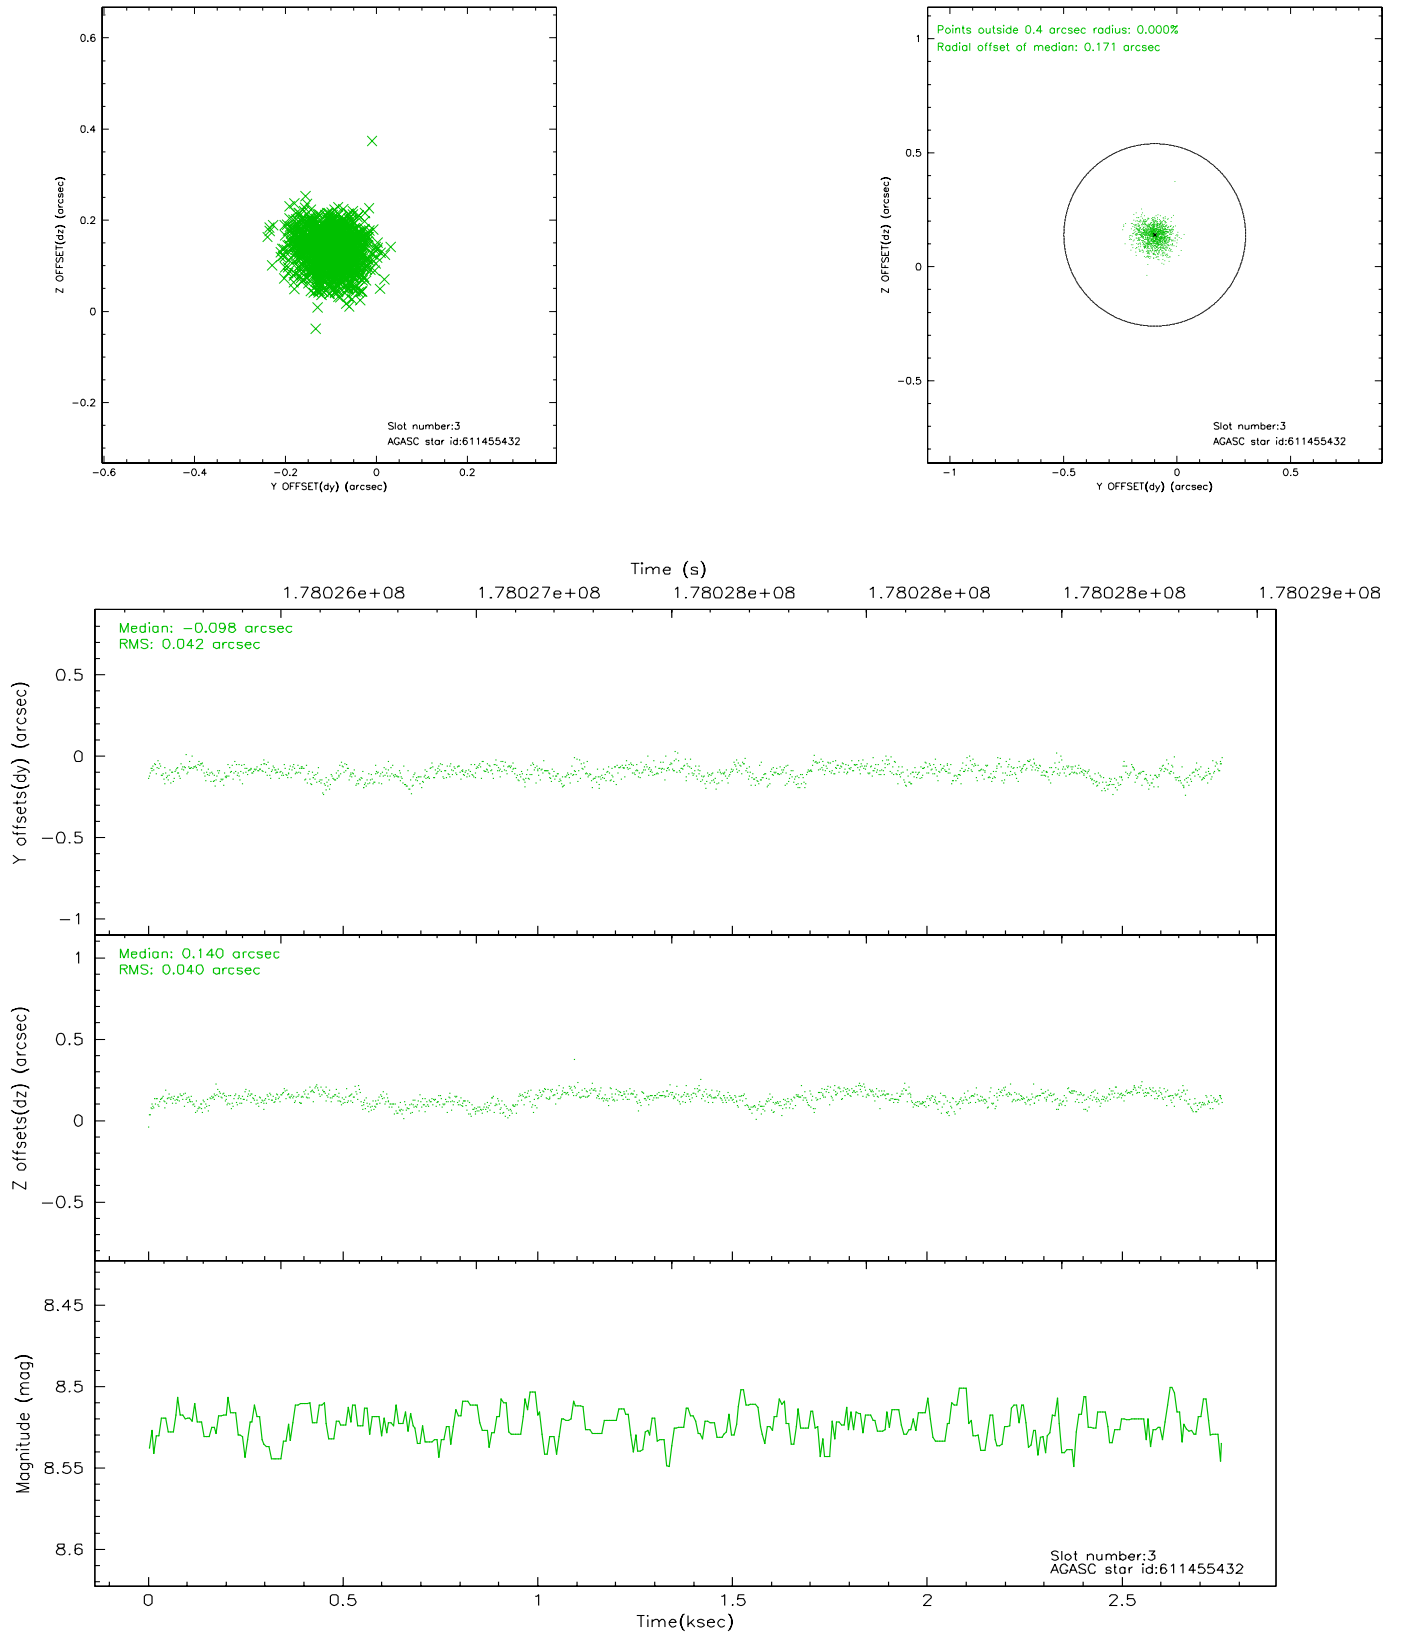 0.6
0.4
0.2
0
−0.2
−0.6
−0.4
−0.2
0
0.2
Z OFFSET(dz) (arcsec)
Y OFFSET(dy) (arcsec)
Slot number:3
AGASC star id:611455432
Points outside 0.4 arcsec radius: 0.000%
Radial offset of median: 0.171 arcsec
1
0.5
0
−0.5
−1
−0.5
0
0.5
Z OFFSET(dz) (arcsec)
Y OFFSET(dy) (arcsec)
Slot number:3
AGASC star id:611455432
Time (s)
1.78026e+08
1.78027e+08
1.78028e+08
1.78028e+08
1.78028e+08
1.78029e+08
Median: −0.098 arcsec
RMS: 0.042 arcsec
0.5
0
−0.5
−1
Y offsets(dy) (arcsec)
Median: 0.140 arcsec
RMS: 0.040 arcsec
1
0.5
0
−0.5
Z offsets(dz) (arcsec)
8.45
8.5
8.55
8.6
Magnitude (mag)
Slot number:3
AGASC star id:611455432
0
0.5
1
1.5
2
2.5
Time(ksec)